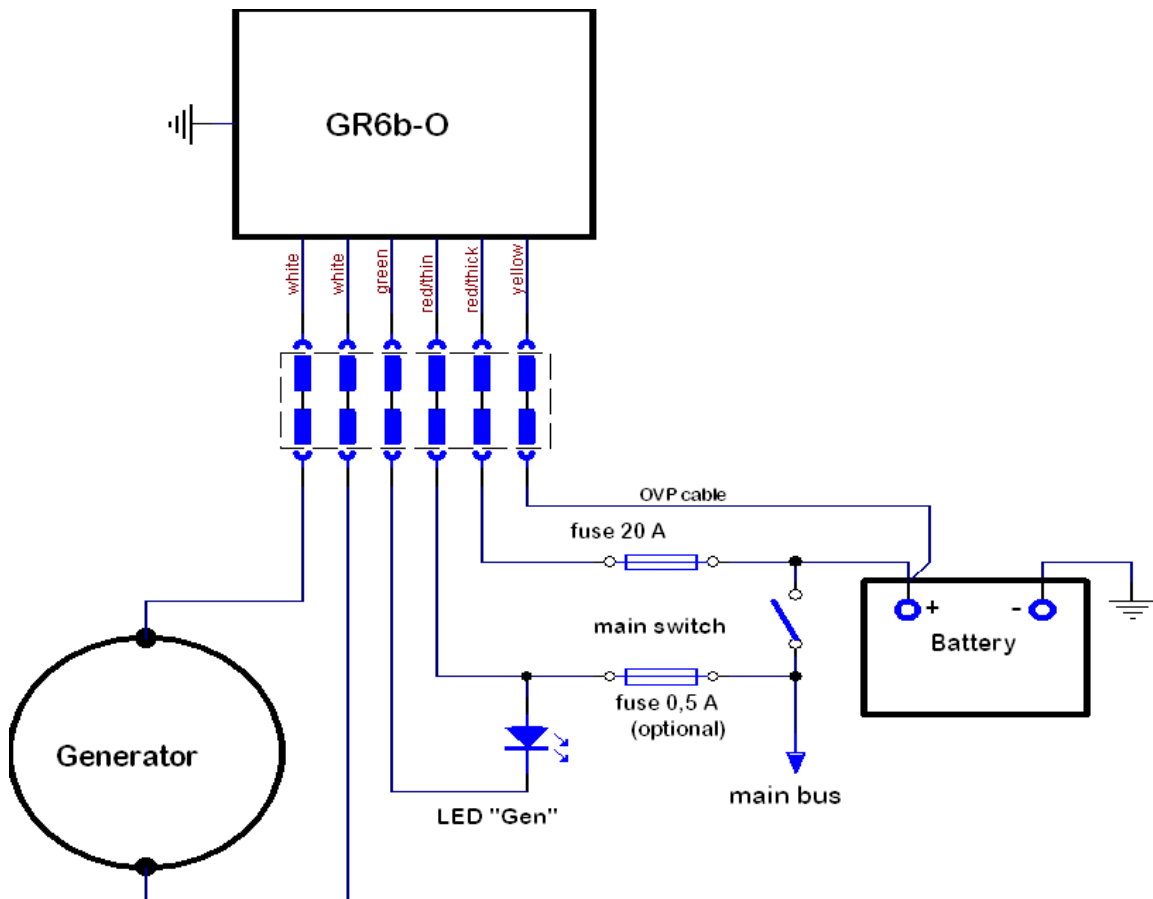 GR6b-O
white
white
green
red/thin
red/thick
yellow
OVP cable
fuse 20 A
main switch
+
-
Battery
fuse 0,5 A
(optional)
Generator
LED "Gen"
main bus